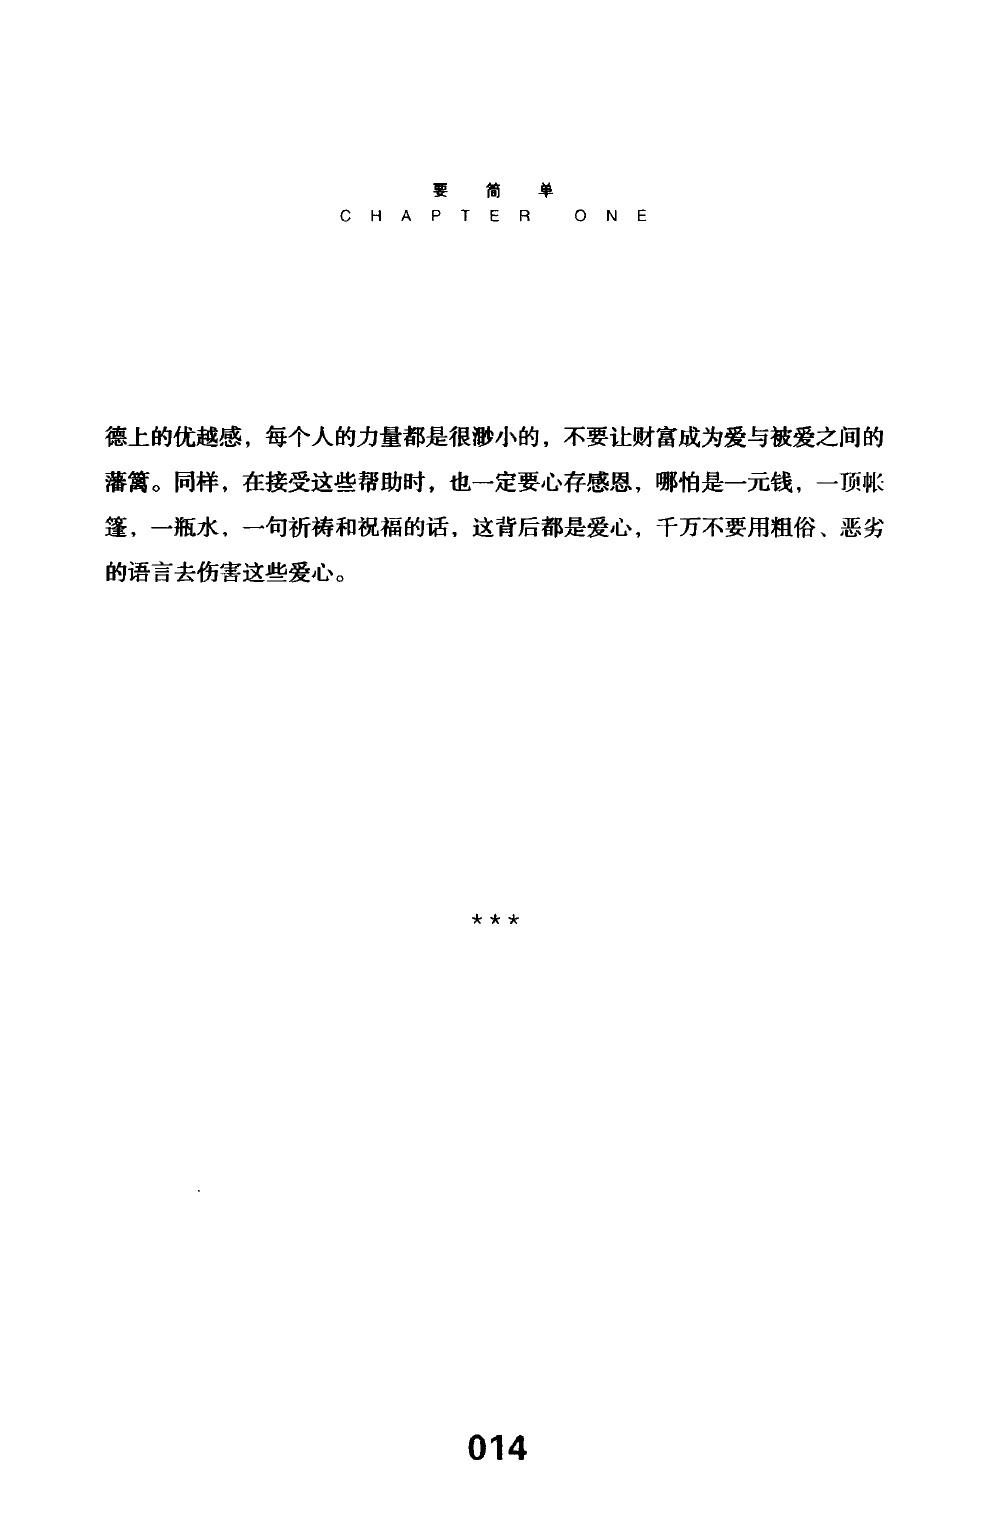 要 简 单
CHAPTER ONE
德上的优越感，每个人的力量都是很渺小的，不要让财富成为爱与被爱之间的
藩篱。同样，在接受这些帮助时，也一定要心存感恩，哪怕是一元钱，一顶帐
篷，一瓶水，一句祈祷和祝福的话，这背后都是爱心，千万不要用粗俗、恶劣
的语言去伤害这些爱心。
***
014